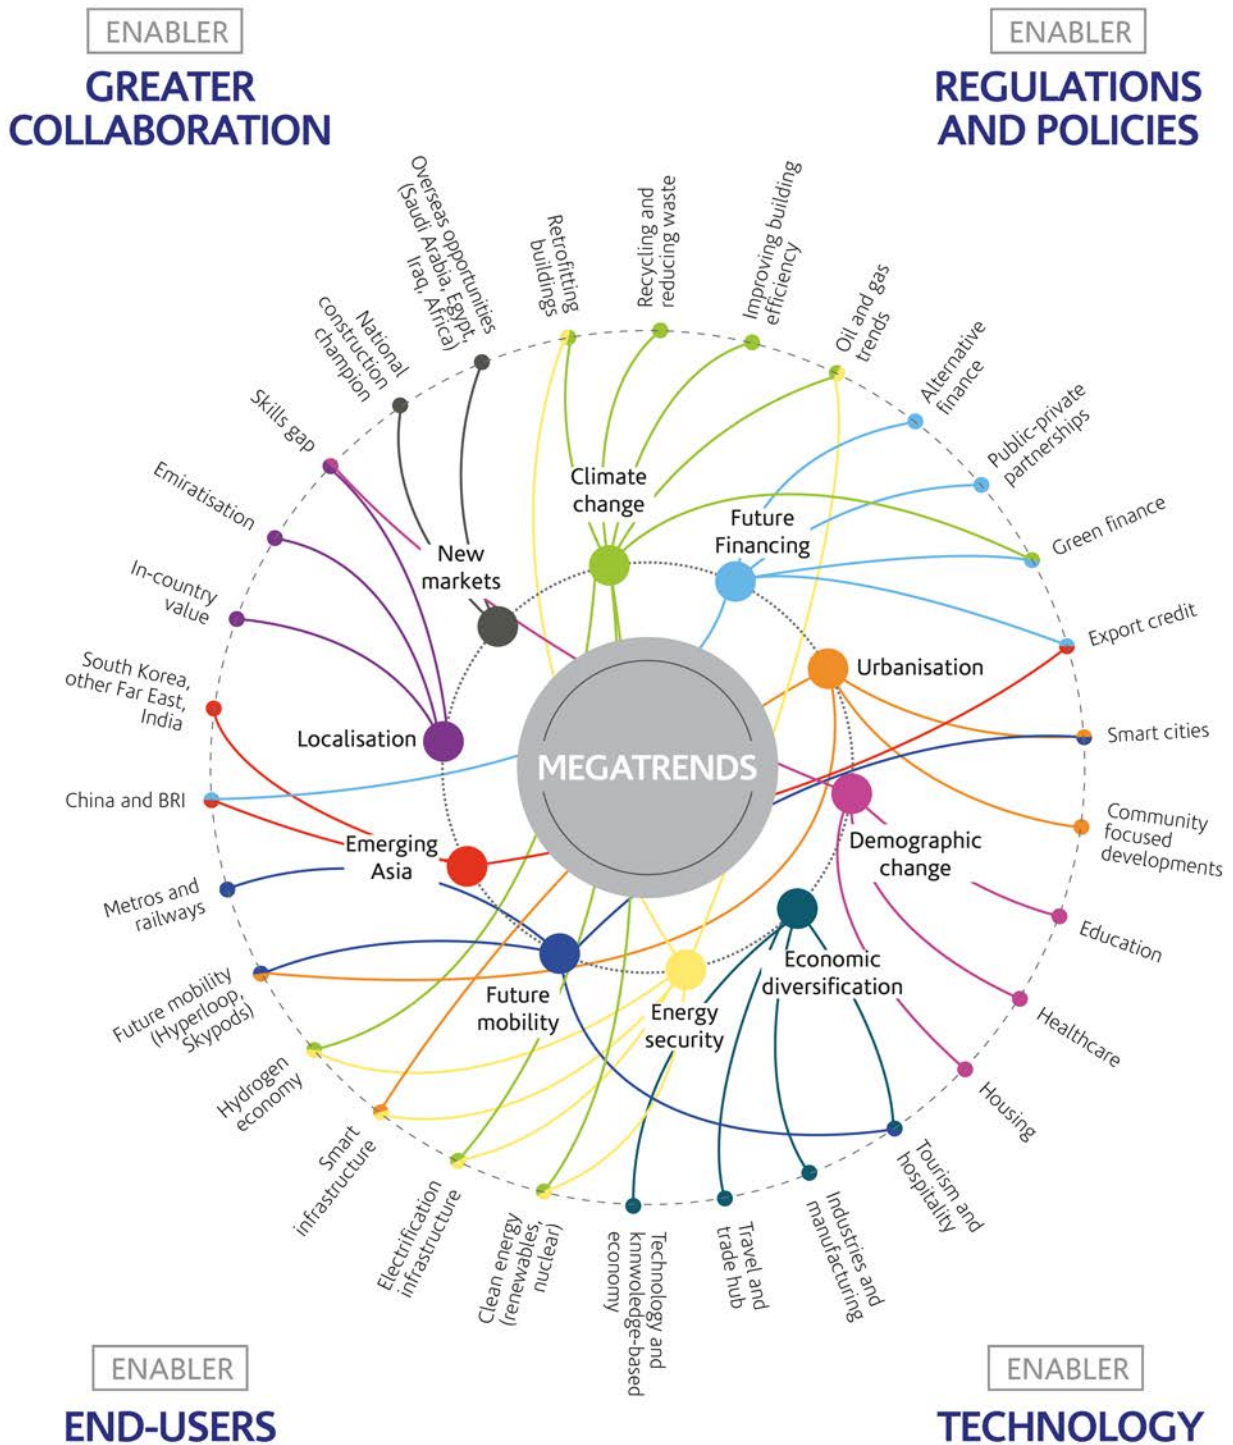 ENABLER
GREATER
COLLABORATION
ENABLER
REGULATIONS
AND POLICIES
Overseas opportunities
(Saudi Arabia, Egypt,
Iraq, Africa)
Retrofitting
buildings
Recycling and
reducing waste
Improving building
efficiency
Oil and gas
trends
Alternative
finance
Public-private
partnerships
Green finance
Export credit
Smart cities
Community
focused
developments
Education
Healthcare
Housing
Tourism and
hospitality
Industries and
manufacturing
Travel and
trade hub
Technology and
knnwoledge-based
economy
Clean energy
(renewables,
nuclear)
Electrification
infrastructure
Smart
infrastructure
Hydrogen
economy
Future mobility
(Hyperloop,
Skypods)
Metros and
railways
China and BRI
South Korea,
other Far East,
India
In-country
value
Emiratisation
Skills gap
National
construction
champion
Climate
change
Future
Financing
Urbanisation
Demographic
change
Economic
diversification
Energy
security
Future
mobility
Emerging
Asia
Localisation
New
markets
MEGATRENDS
ENABLER
END-USERS
ENABLER
TECHNOLOGY